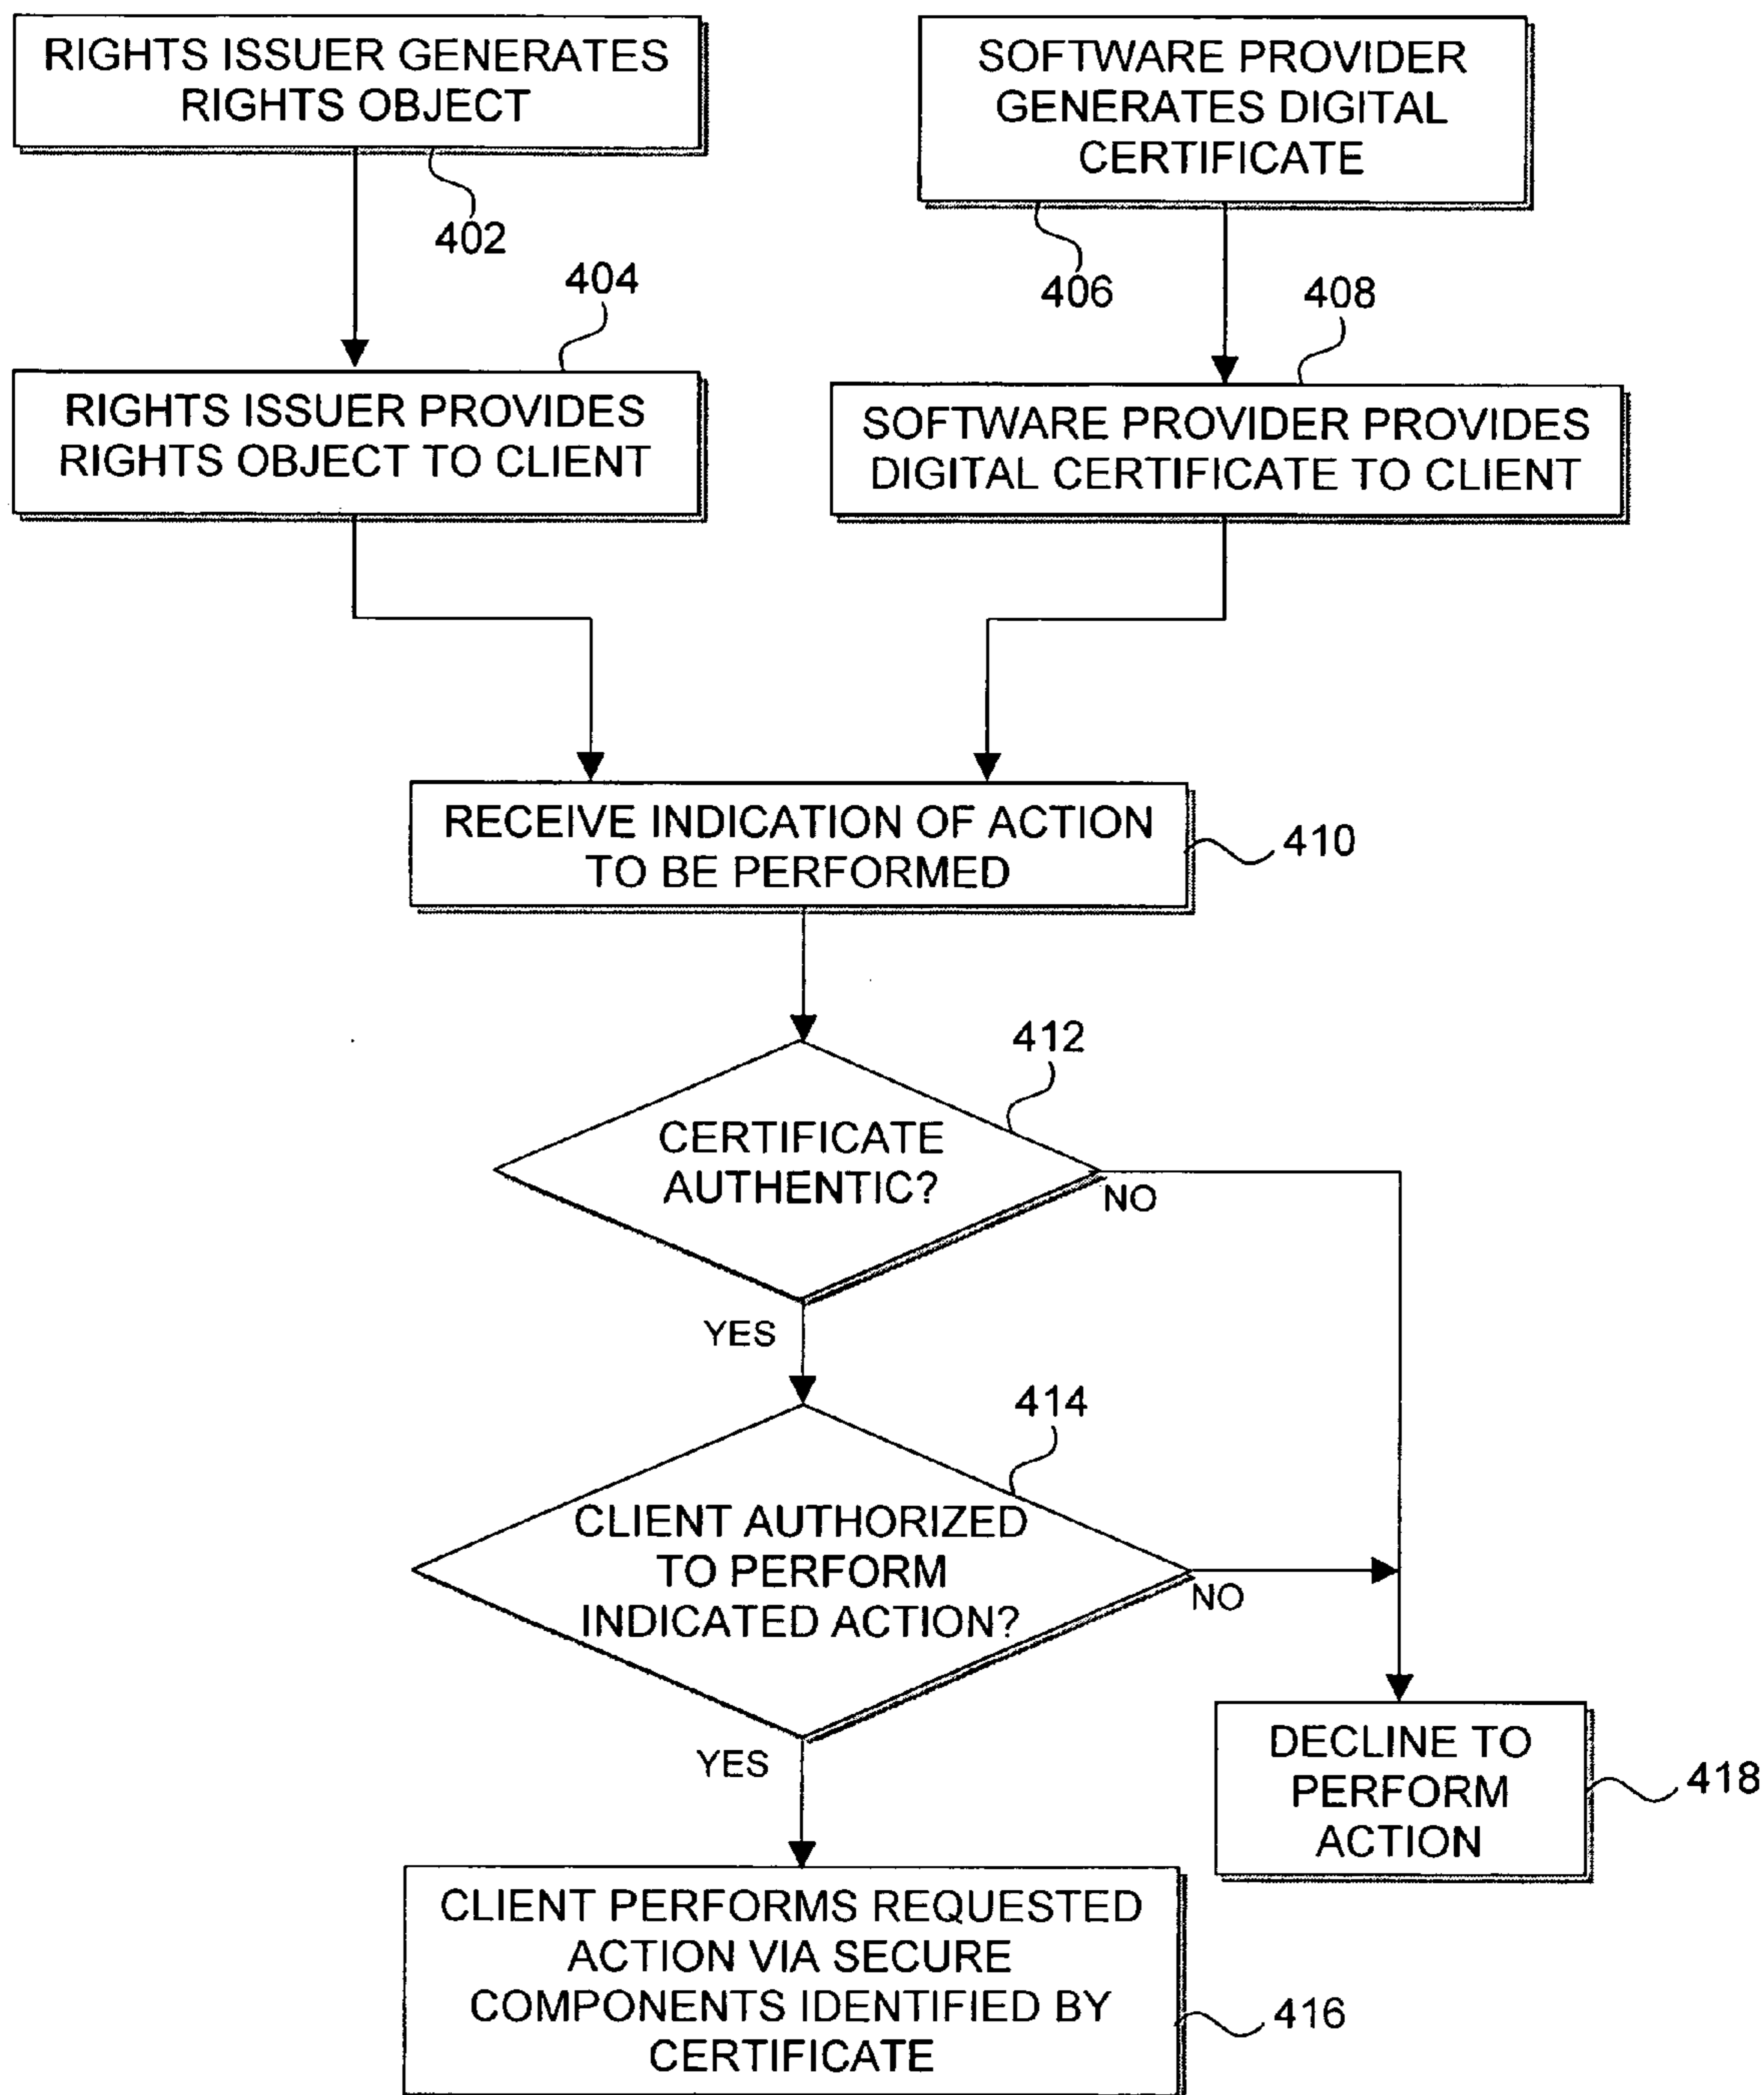 RIGHTS ISSUER GENERATES
RIGHTS OBJECT
402
SOFTWARE PROVIDER
GENERATES DIGITAL
CERTIFICATE
406
404
RIGHTS ISSUER PROVIDES
RIGHTS OBJECT TO CLIENT
408
SOFTWARE PROVIDER PROVIDES
DIGITAL CERTIFICATE TO CLIENT
RECEIVE INDICATION OF ACTION
TO BE PERFORMED
410
412
CERTIFICATE
AUTHENTIC?
NO
YES
414
CLIENT AUTHORIZED
TO PERFORM
INDICATED ACTION?
NO
YES
DECLINE TO
PERFORM
ACTION
418
CLIENT PERFORMS REQUESTED
ACTION VIA SECURE
COMPONENTS IDENTIFIED BY
CERTIFICATE
416